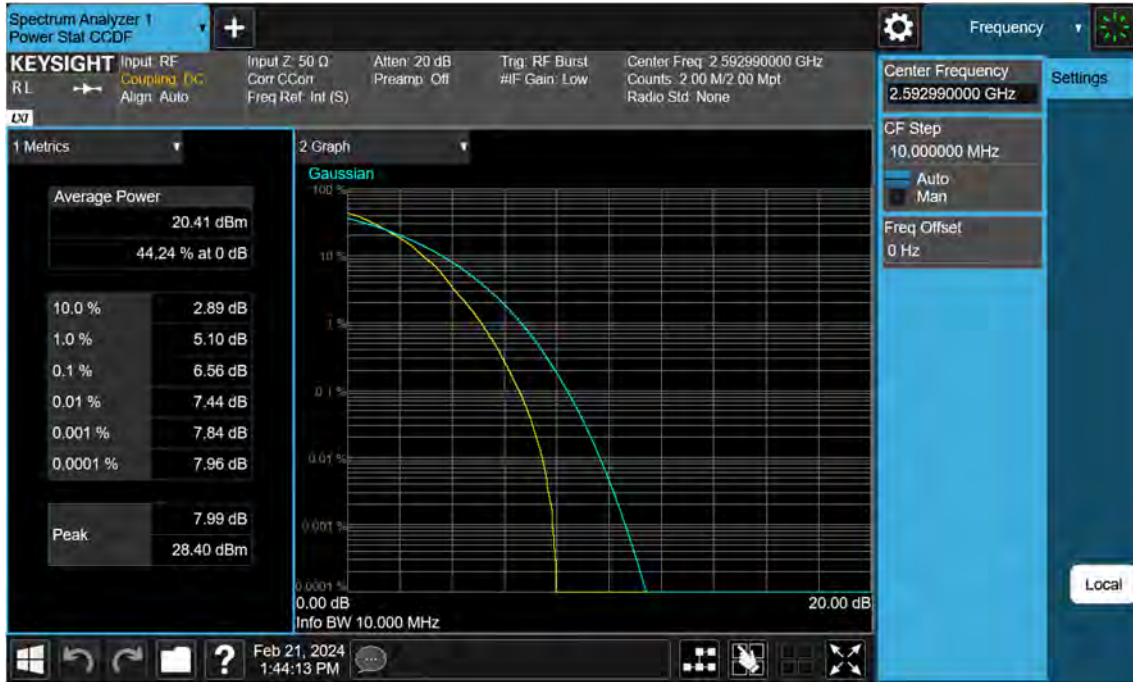 Spectrum Analyzer 1
Power Stat CCDF
+
Frequency
KEYSIGHT
RL
LXI
Input: RF
Coupling: DC
Align: Auto
Input Z: 50 Ω
Corr CCorr
Freq Ref: Int (S)
Atten: 20 dB
Preamp: Off
Trig: RF Burst
#IF Gain: Low
Center Freq: 2.592990000 GHz
Counts: 2.00 M/2.00 Mpt
Radio Std: None
Center Frequency
2.592990000 GHz
Settings
CF Step
10,000000 MHz
Auto
Man
Freq Offset
0 Hz
1 Metrics
Average Power
20.41 dBm
44,24 % at 0 dB
10.0 % 2.89 dB
1.0 % 5.10 dB
0.1 % 6.56 dB
0.01 % 7.44 dB
0.001 % 7.84 dB
0.0001 % 7.96 dB
Peak
7.99 dB
28.40 dBm
2 Graph
Gaussian
100 %
10 %
1 %
0.1 %
0.01 %
0.001 %
0.0001 %
0.00 dB 20.00 dB
Info BW 10.000 MHz
Local
?
Feb 21, 2024
1:44:13 PM